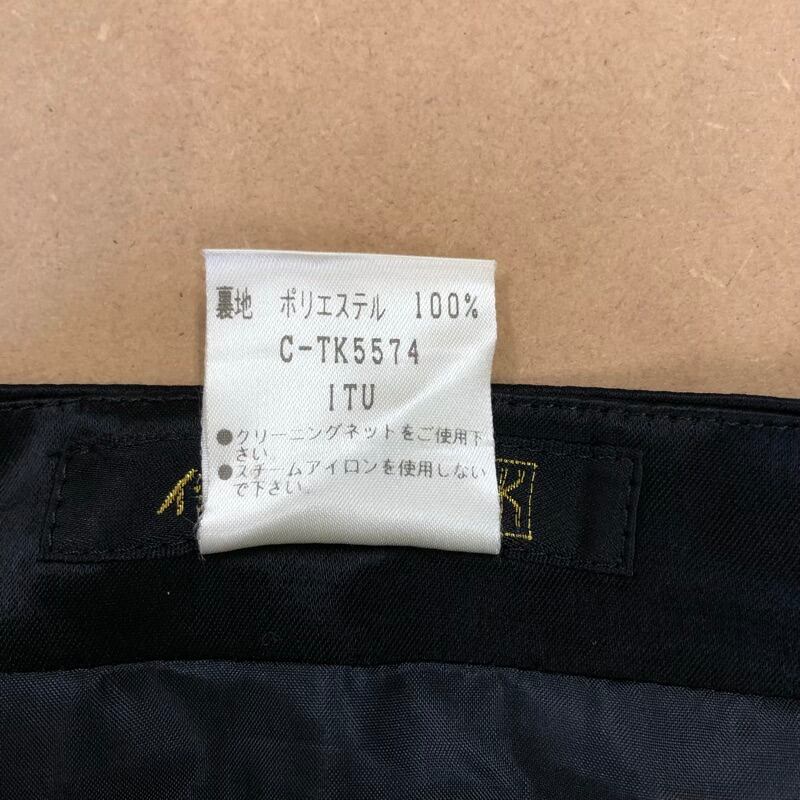 裏地 ポリエステル 100%
C-TK5574
ITU
●クリーニングネットをご使用下
さい.
●スチームアイロンを使用しない
で下さい.